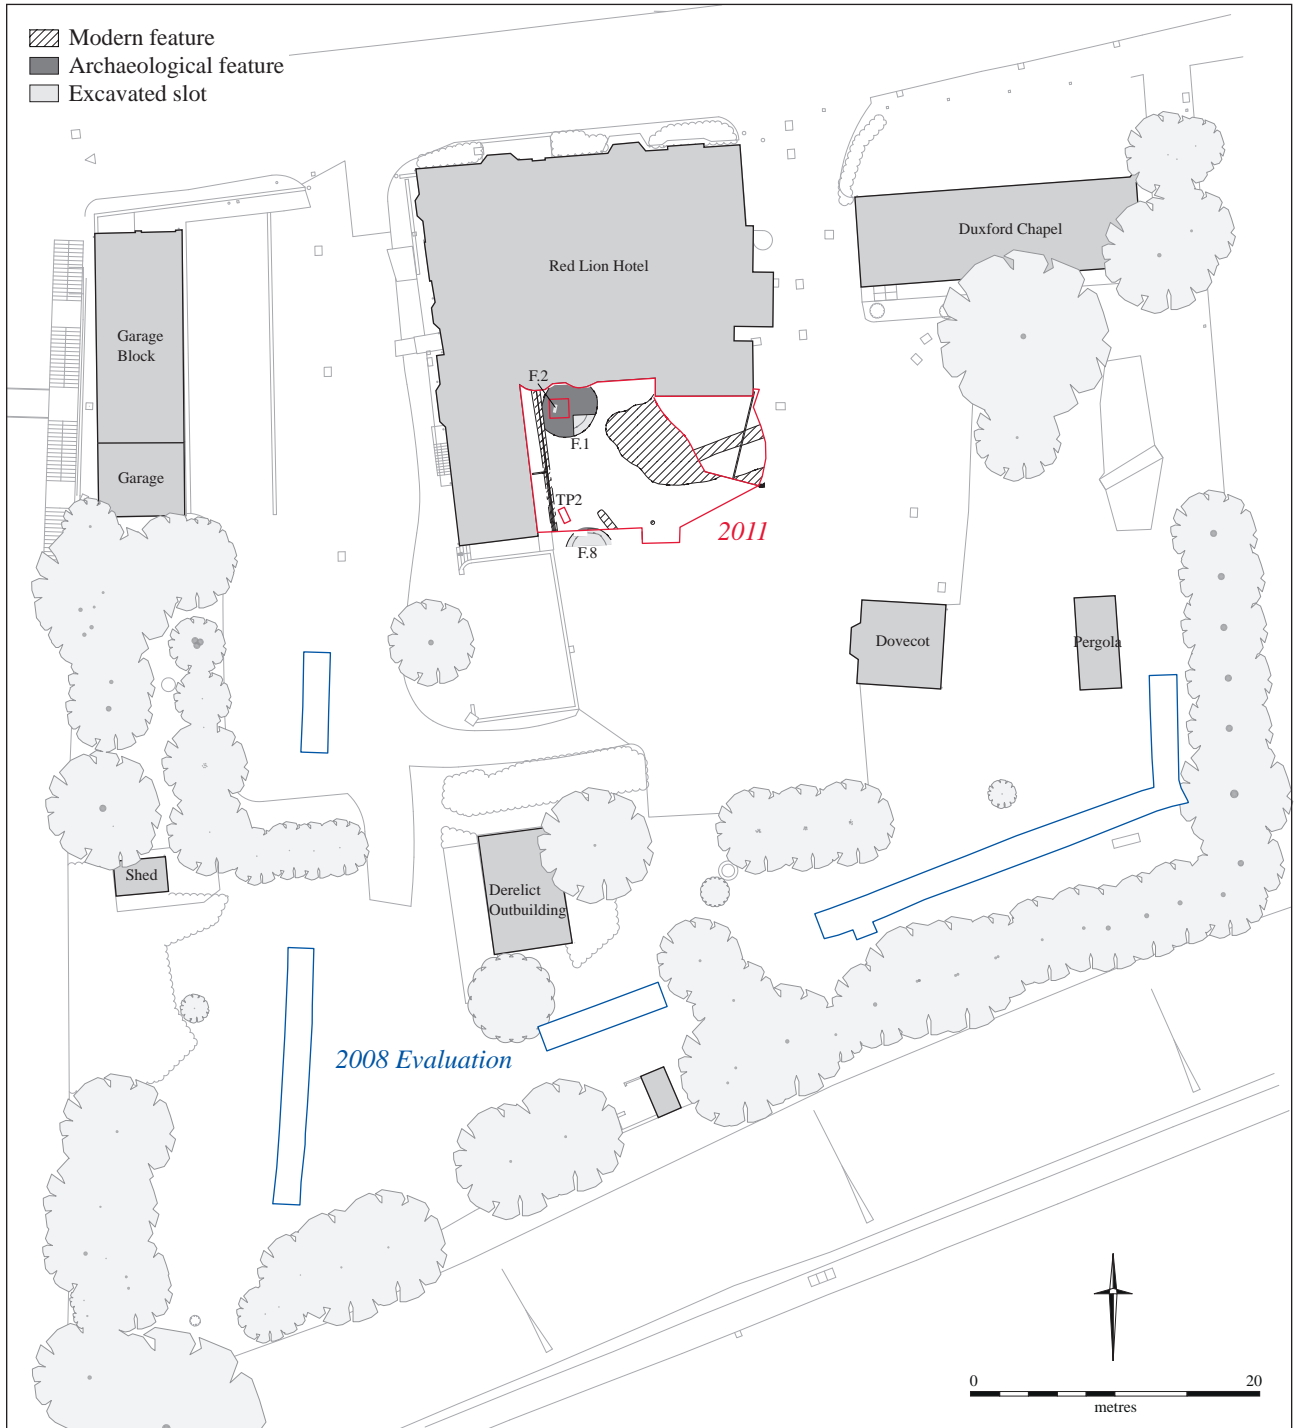 Modern feature
Archaeological feature
Excavated slot
Duxford Chapel
Red Lion Hotel
Garage
Block
F.2
F.1
Garage
TP2
2011
F.8
Dovecot
Pergola
Shed
Derelict
Outbuilding
2008 Evaluation
0 20
metres